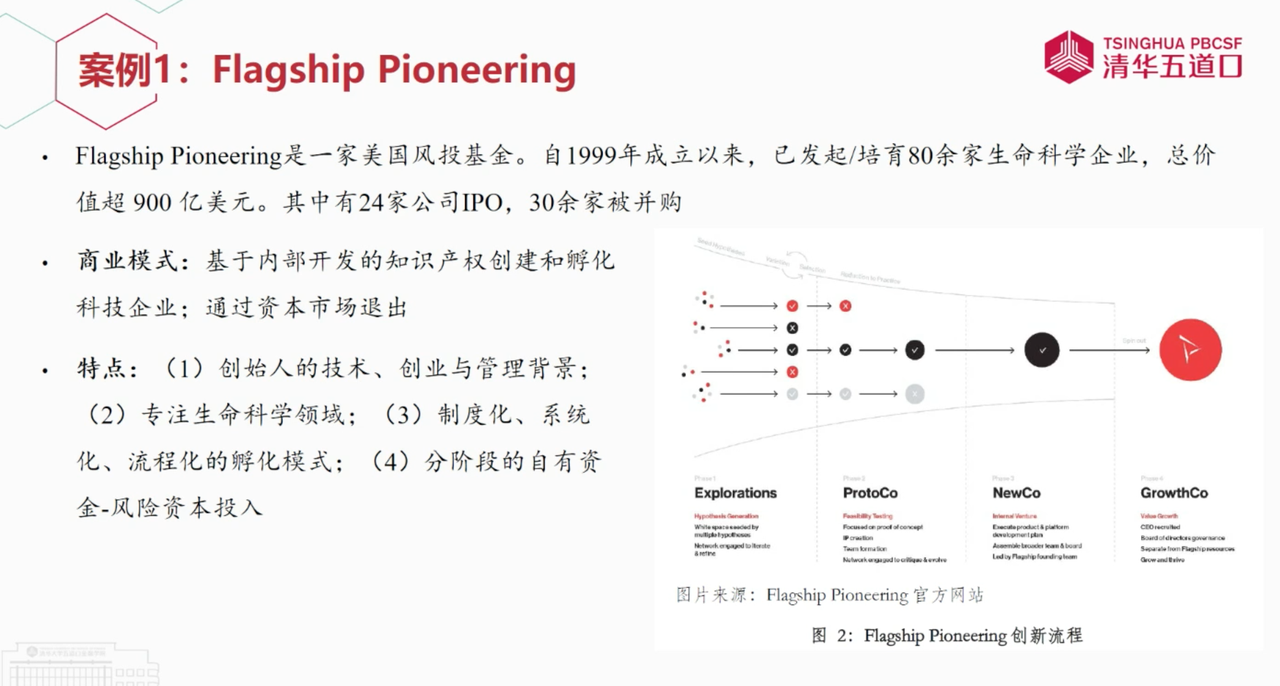 案例1：Flagship Pioneering
TSINGHUA PBCSF
清华五道口
• Flagship Pioneering是一家美国风投基金。自1999年成立以来，已发起/培育80余家生命科学企业，总价
值超 900 亿美元。其中有24家公司IPO，30余家被并购
• 商业模式：基于内部开发的知识产权创建和孵化
科技企业；通过资本市场退出
• 特点：（1）创始人的技术、创业与管理背景；
（2）专注生命科学领域；（3）制度化、系统
化、流程化的孵化模式；（4）分阶段的自有资
金-风险资本投入
Phase 1
Explorations
Hypothesis Generation
White space seeded by
multiple hypotheses
Network engaged to iterate
& refine
Phase 2
ProtoCo
Feasibility Testing
Focused on proof of concept
IP creation
Team formation
Network engaged to critique & evolve
Phase 3
NewCo
Internal Venture
Execute product & platform
development plan
Assemble broader team & board
Led by Flagship founding team
Phase 4
GrowthCo
Value Growth
CEO recruited
Board of directors governance
Separate from Flagship resources
Grow and thrive
图片来源：Flagship Pioneering 官方网站
图 2：Flagship Pioneering 创新流程